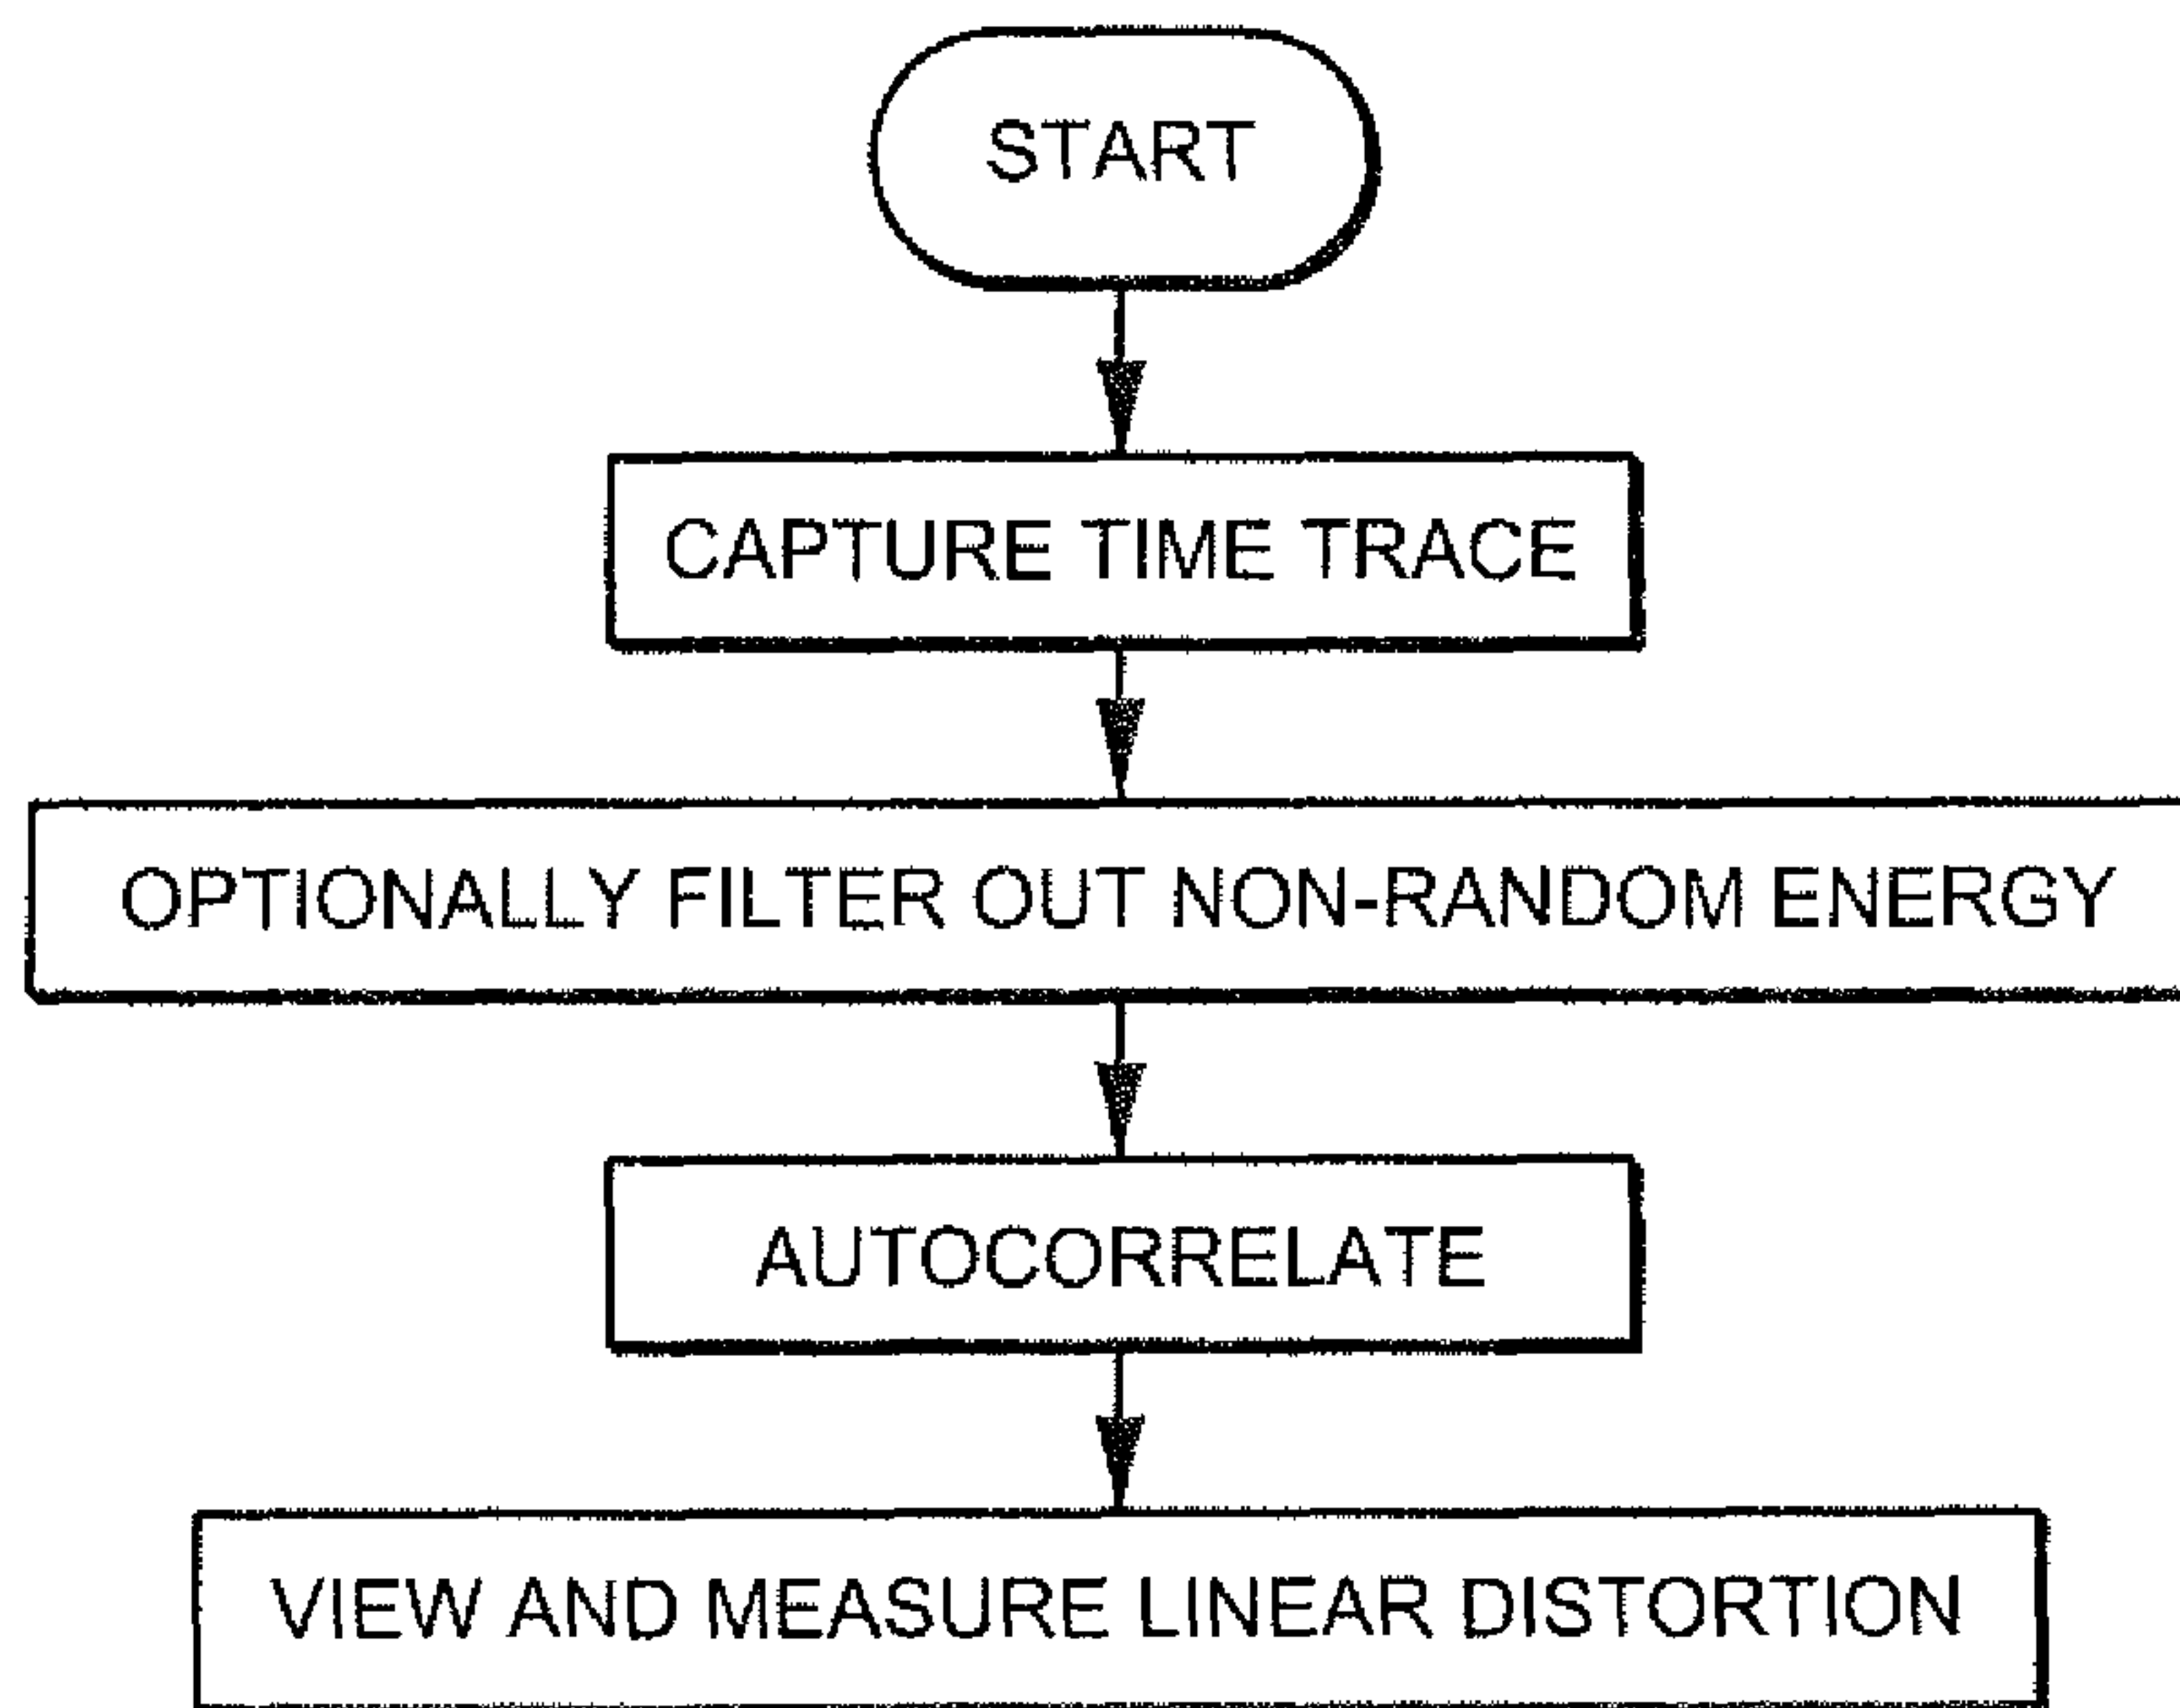 START
CAPTURE TIME TRACE
OPTIONALLY FILTER OUT NON-RANDOM ENERGY
AUTOCORRELATE
VIEW AND MEASURE LINEAR DISTORTION